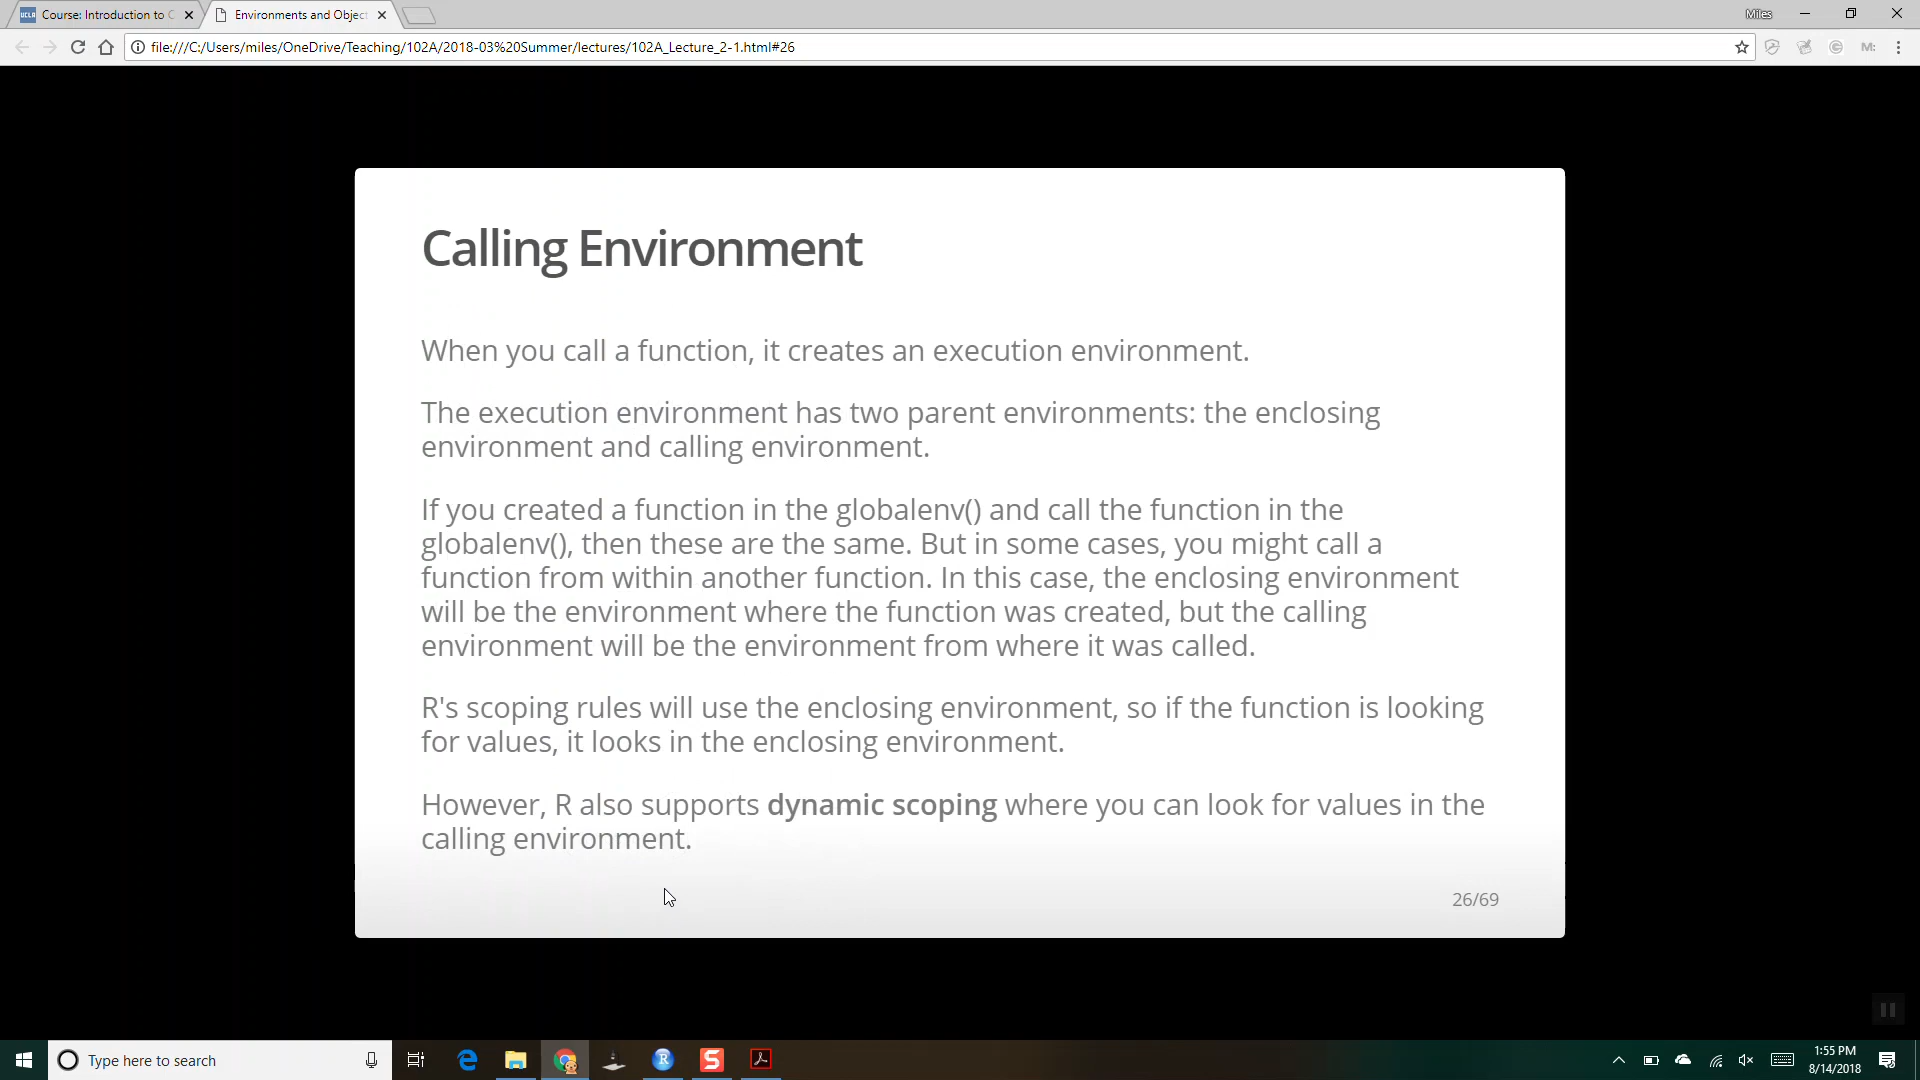 UCLA Course: Introduction to C
Environments and Object
Miles
file:///C:/Users/miles/OneDrive/Teaching/102A/2018-03%20Summer/lectures/102A_Lecture_2-1.html#26
M:
Calling Environment
When you call a function, it creates an execution environment.
The execution environment has two parent environments: the enclosing
environment and calling environment.
If you created a function in the globalenv() and call the function in the
globalenv(), then these are the same. But in some cases, you might call a
function from within another function. In this case, the enclosing environment
will be the environment where the function was created, but the calling
environment will be the environment from where it was called.
R's scoping rules will use the enclosing environment, so if the function is looking
for values, it looks in the enclosing environment.
However, R also supports dynamic scoping where you can look for values in the
calling environment.
26/69
Type here to search
R
S
1:55 PM
8/14/2018